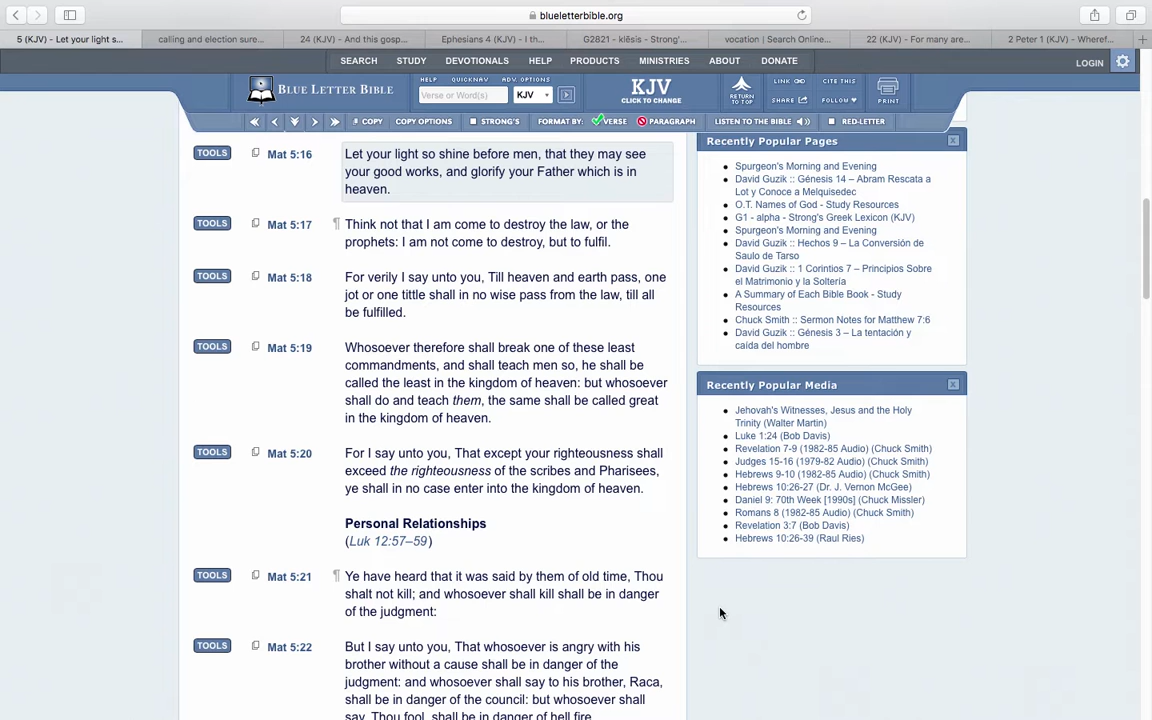 blueletterbible.org
5 (KJV) - Let your light s...
calling and election sure...
24 (KJV) - And this gosp...
Ephesians 4 (KJV) - I th...
G2821 - klēsis - Strong'...
vocation | Search Online...
22 (KJV) - For many are...
2 Peter 1 (KJV) - Wheref...
SEARCH STUDY DEVOTIONALS HELP PRODUCTS MINISTRIES ABOUT DONATE
LOGIN
BLUE LETTER BIBLE
HELP QUICKNAV ADV. OPTIONS
Verse or Word(s) KJV
KJV
CLICK TO CHANGE
RETURN
TO TOP
LINK CITE THIS
SHARE FOLLOW
PRINT
COPY COPY OPTIONS STRONG'S FORMAT BY: VERSE PARAGRAPH LISTEN TO THE BIBLE RED-LETTER
TOOLS Mat 5:16 Let your light so shine before men, that they may see
your good works, and glorify your Father which is in
heaven.
TOOLS Mat 5:17 ¶ Think not that I am come to destroy the law, or the
prophets: I am not come to destroy, but to fulfil.
TOOLS Mat 5:18 For verily I say unto you, Till heaven and earth pass, one
jot or one tittle shall in no wise pass from the law, till all
be fulfilled.
TOOLS Mat 5:19 Whosoever therefore shall break one of these least
commandments, and shall teach men so, he shall be
called the least in the kingdom of heaven: but whosoever
shall do and teach them, the same shall be called great
in the kingdom of heaven.
TOOLS Mat 5:20 For I say unto you, That except your righteousness shall
exceed the righteousness of the scribes and Pharisees,
ye shall in no case enter into the kingdom of heaven.
Personal Relationships
(Luk 12:57–59)
TOOLS Mat 5:21 ¶ Ye have heard that it was said by them of old time, Thou
shalt not kill; and whosoever shall kill shall be in danger
of the judgment:
TOOLS Mat 5:22 But I say unto you, That whosoever is angry with his
brother without a cause shall be in danger of the
judgment: and whosoever shall say to his brother, Raca,
shall be in danger of the council: but whosoever shall
say, Thou fool, shall be in danger of hell fire.
Recently Popular Pages
Spurgeon's Morning and Evening
David Guzik :: Génesis 14 – Abram Rescata a
Lot y Conoce a Melquisedec
O.T. Names of God - Study Resources
G1 - alpha - Strong's Greek Lexicon (KJV)
Spurgeon's Morning and Evening
David Guzik :: Hechos 9 – La Conversión de
Saulo de Tarso
David Guzik :: 1 Corintios 7 – Principios Sobre
el Matrimonio y la Soltería
A Summary of Each Bible Book - Study
Resources
Chuck Smith :: Sermon Notes for Matthew 7:6
David Guzik :: Génesis 3 – La tentación y
caída del hombre
Recently Popular Media
Jehovah's Witnesses, Jesus and the Holy
Trinity (Walter Martin)
Luke 1:24 (Bob Davis)
Revelation 7-9 (1982-85 Audio) (Chuck Smith)
Judges 15-16 (1979-82 Audio) (Chuck Smith)
Hebrews 9-10 (1982-85 Audio) (Chuck Smith)
Hebrews 10:26-27 (Dr. J. Vernon McGee)
Daniel 9: 70th Week [1990s] (Chuck Missler)
Romans 8 (1982-85 Audio) (Chuck Smith)
Revelation 3:7 (Bob Davis)
Hebrews 10:26-39 (Raul Ries)